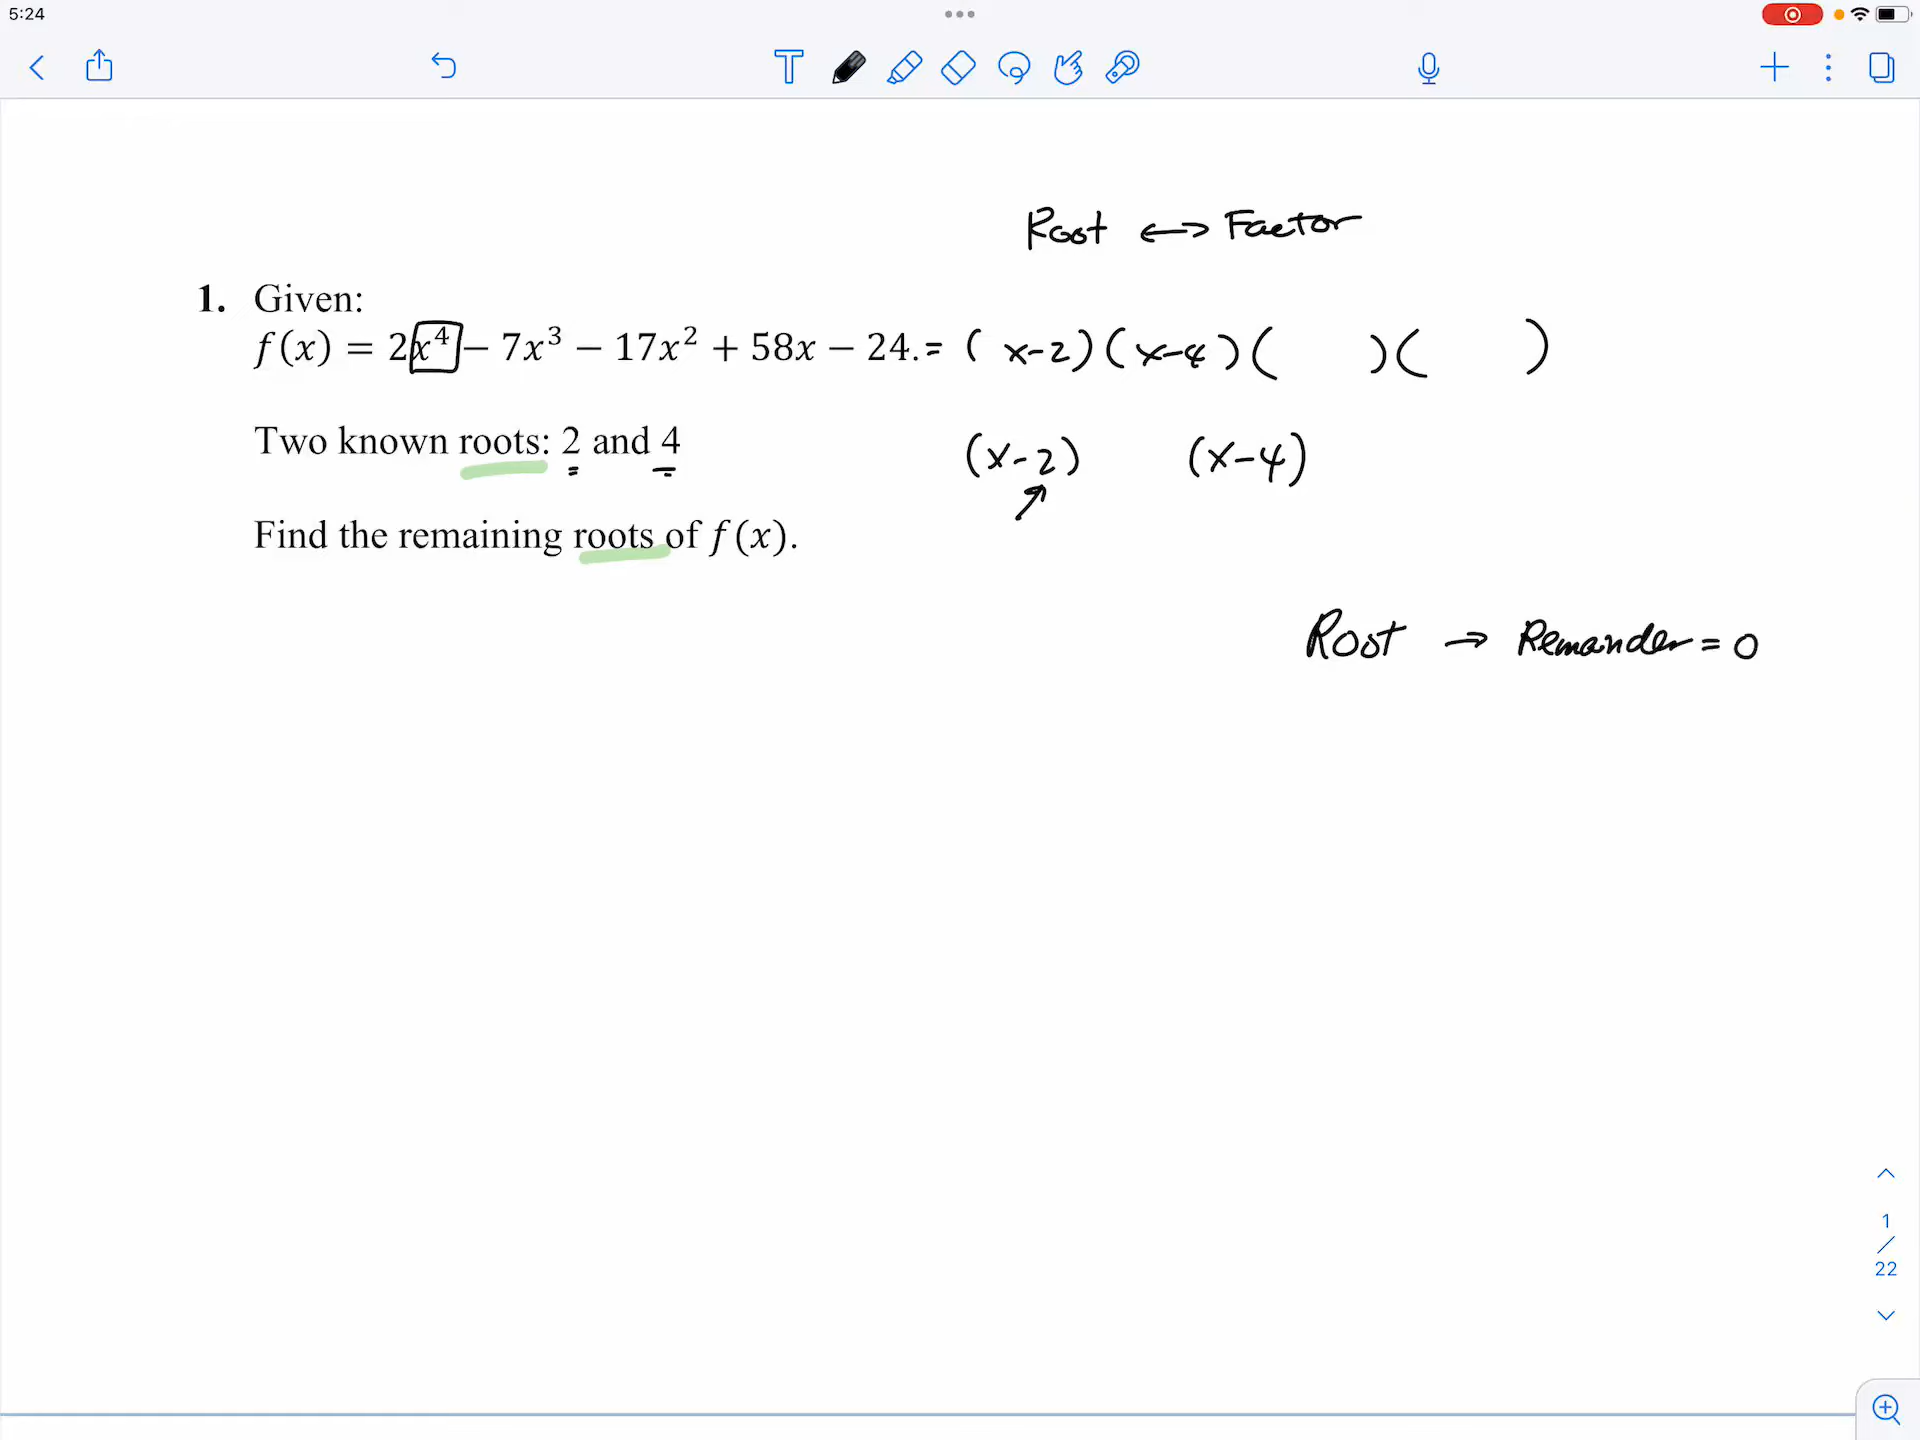 5:24
Root ↔ Factor
1. Given:
f(x) = 2x⁴ − 7x³ − 17x² + 58x − 24. = (x-2)(x-4)( )( )
Two known roots: 2 and 4
(x-2) (x-4)
Find the remaining roots of f(x).
Root → Remander = 0
1
/
22